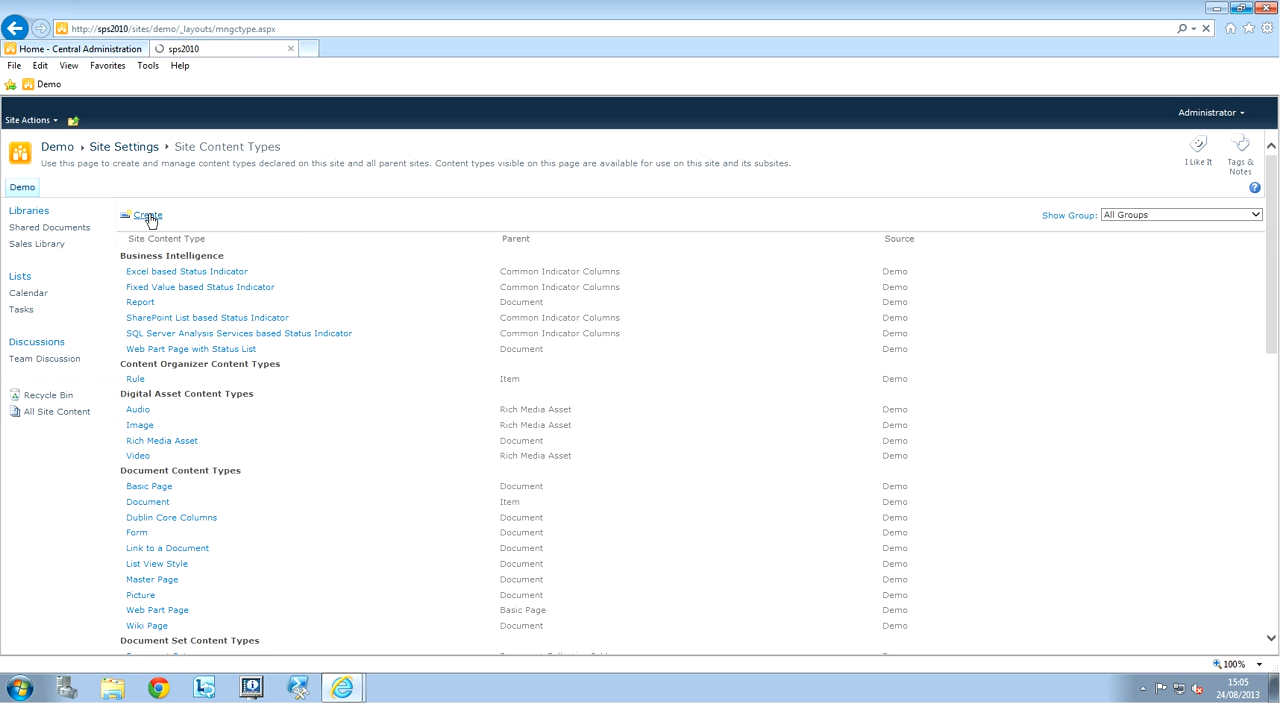 http://sps2010/sites/demo/_layouts/mngctype.aspx
Home - Central Administration
sps2010
File Edit View Favorites Tools Help
Demo
Administrator
Site Actions
Demo Site Settings Site Content Types
Use this page to create and manage content types declared on this site and all parent sites. Content types visible on this page are available for use on this site and its subsites.
I Like It
Tags &
Notes
Demo
Libraries
Shared Documents
Sales Library
Lists
Calendar
Tasks
Discussions
Team Discussion
Recycle Bin
All Site Content
Create
Show Group: All Groups
Site Content Type Parent Source
Business Intelligence
Excel based Status Indicator Common Indicator Columns Demo
Fixed Value based Status Indicator Common Indicator Columns Demo
Report Document Demo
SharePoint List based Status Indicator Common Indicator Columns Demo
SQL Server Analysis Services based Status Indicator Common Indicator Columns Demo
Web Part Page with Status List Document Demo
Content Organizer Content Types
Rule Item Demo
Digital Asset Content Types
Audio Rich Media Asset Demo
Image Rich Media Asset Demo
Rich Media Asset Document Demo
Video Rich Media Asset Demo
Document Content Types
Basic Page Document Demo
Document Item Demo
Dublin Core Columns Document Demo
Form Document Demo
Link to a Document Document Demo
List View Style Document Demo
Master Page Document Demo
Picture Document Demo
Web Part Page Basic Page Demo
Wiki Page Document Demo
Document Set Content Types
100%
15:05
24/08/2013